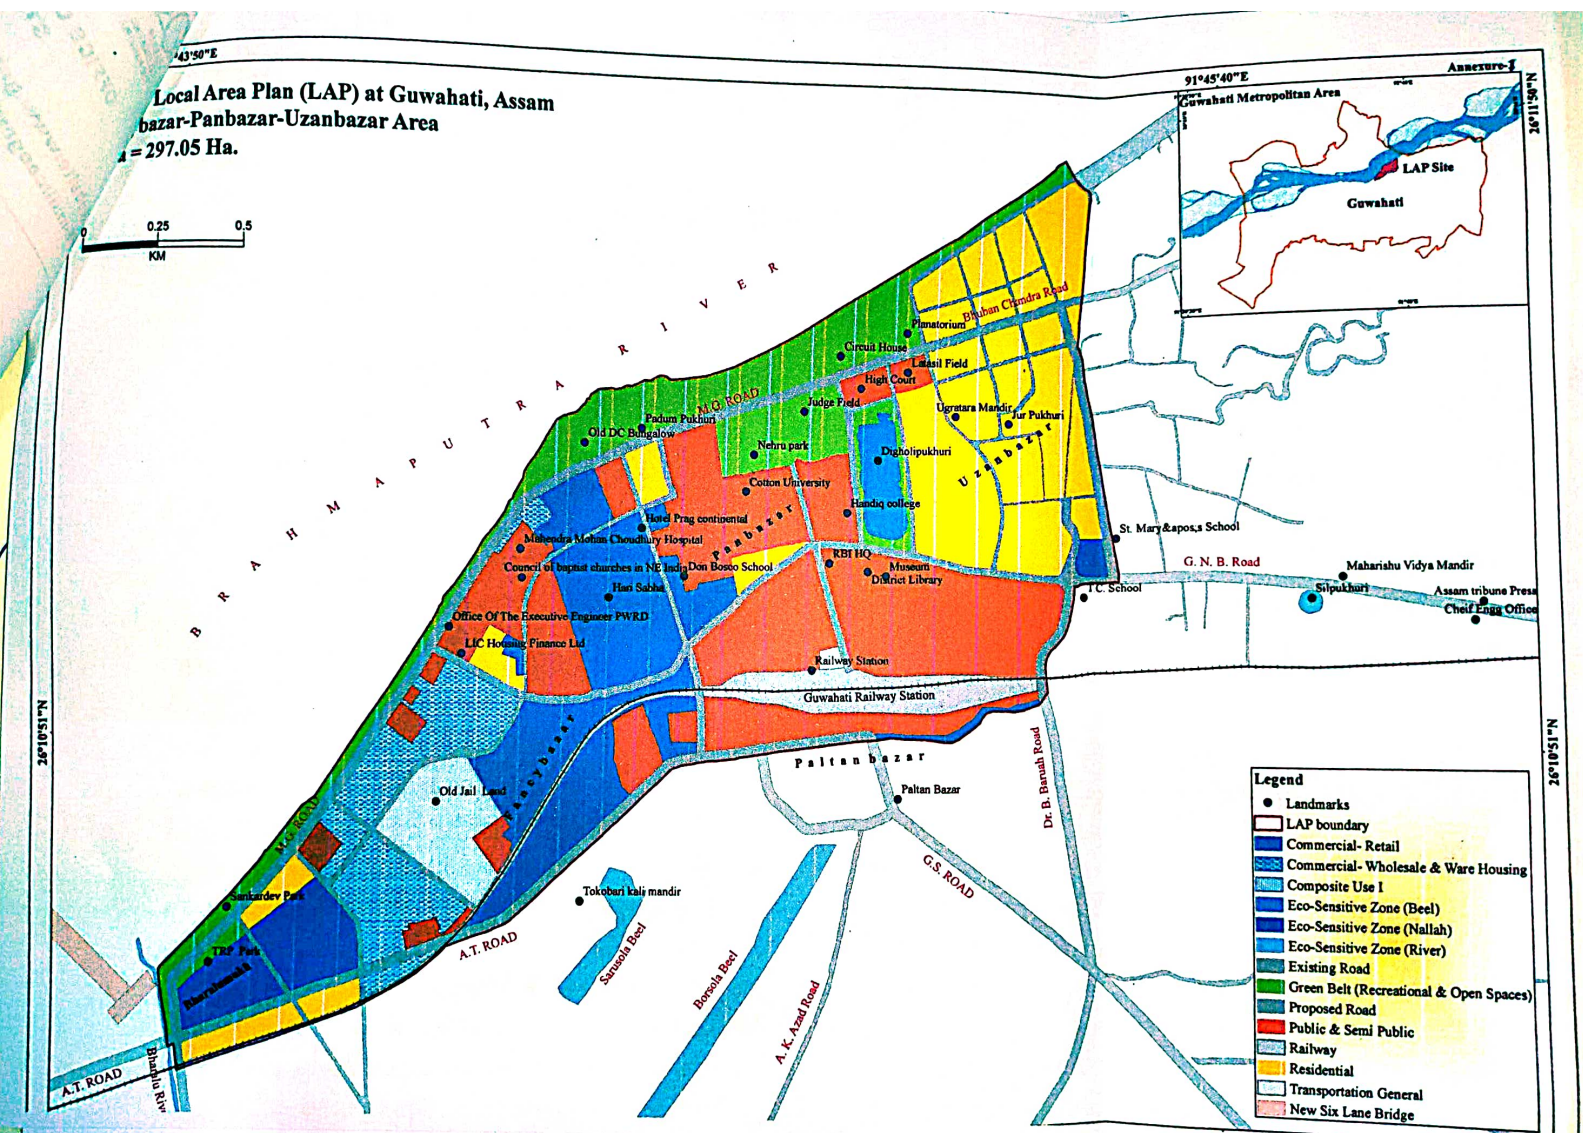 °43'50"E
91°45'40"E
Annexure-I
Local Area Plan (LAP) at Guwahati, Assam
bazar-Panbazar-Uzanbazar Area
= 297.05 Ha.
0 0.25 0.5
KM
Guwahati Metropolitan Area
LAP Site
Guwahati
26°11'56"N
BRAHMAPUTRA RIVER
Bhuban Chandra Road
Planatorium
Circuit House
Latasil Field
High Court
M.G. ROAD
Judge Field
Padum Pukhuri
Old DC Bungalow
Ugratara Mandir
Jur Pukhuri
Nehru park
Digholipukhuri
Uzanbazar
Cotton University
Handiq college
Hotel Prag continental
Panbazar
St. Mary&apos;s School
Mahendra Mohan Choudhury Hospital
RBI HQ
G. N. B. Road
Council of baptist churches in NE India
Don Bosco School
Museum
Maharishu Vidya Mandir
District Library
Hari Sabha
T C. School
Silpukhuri
Assam tribune Press
Cheif Engg Office
Office Of The Executive Engineer PWRD
LIC Housing Finance Ltd
Railway Station
Guwahati Railway Station
26°10'51"N
26°10'51"N
Fancybazar
Paltanbazar
Dr. B. Baruah Road
Old Jail Land
Paltan Bazar
M.G. ROAD
G.S. ROAD
Tokobari kali mandir
Sankardev Park
A.T. ROAD
Sarusola Beel
Borsola Beel
TRP Park
Bharalumukh
A. K. Azad Road
A.T. ROAD
Bharalu Riv
Legend
Landmarks
LAP boundary
Commercial- Retail
Commercial- Wholesale & Ware Housing
Composite Use I
Eco-Sensitive Zone (Beel)
Eco-Sensitive Zone (Nallah)
Eco-Sensitive Zone (River)
Existing Road
Green Belt (Recreational & Open Spaces)
Proposed Road
Public & Semi Public
Railway
Residential
Transportation General
New Six Lane Bridge